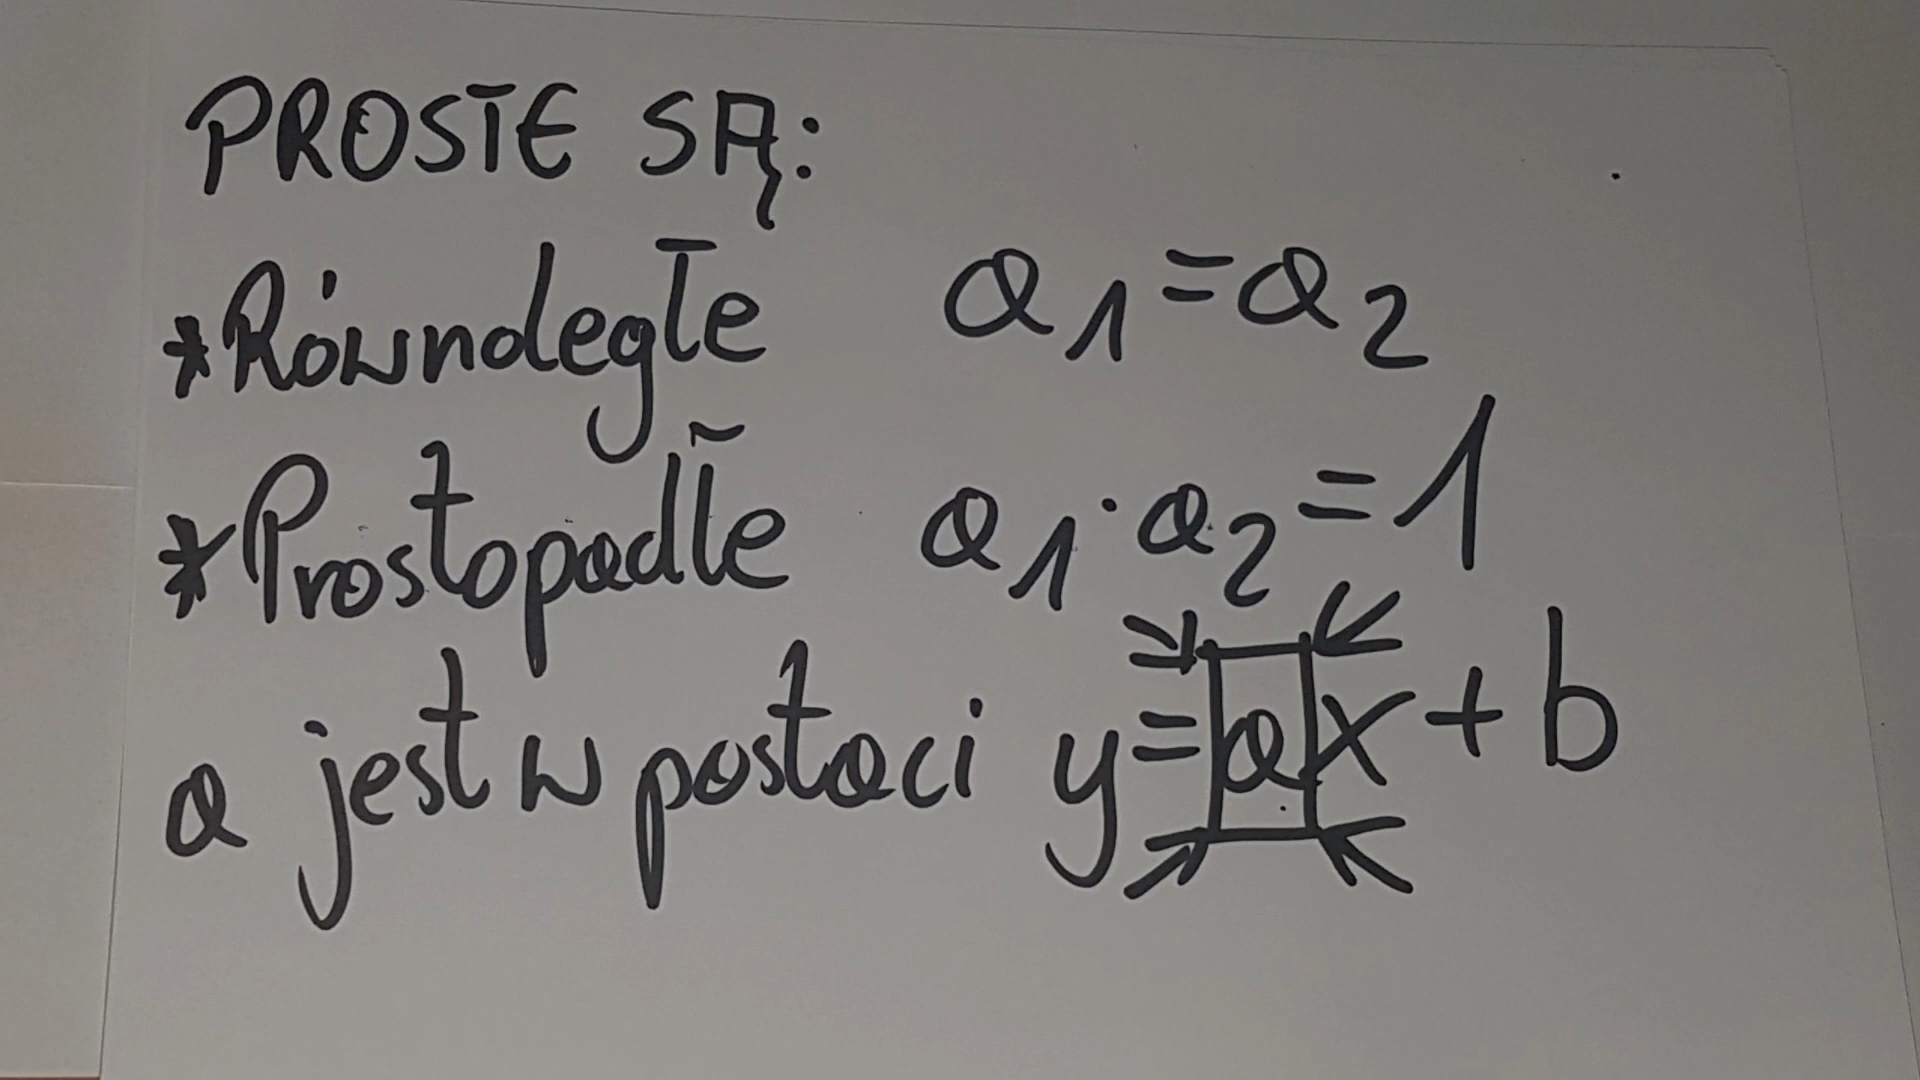 PROSTE SĄ:
*Równoległe a₁=a₂
*Prostopadłe a₁·a₂=1
a jest w postaci y=ax+b